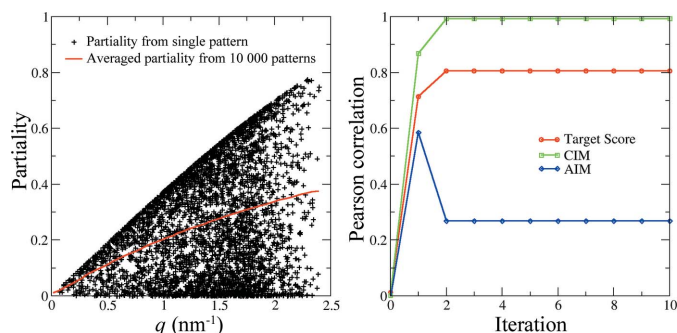 Partiality from single pattern
Averaged partiality from 10 000 patterns
Partiality
1
0.8
0.6
0.4
0.2
0
0
0.5
1
1.5
2
2.5
q (nm⁻¹)
Pearson correlation
1
0.8
0.6
0.4
0.2
0
Target Score
CIM
AIM
0
2
4
6
8
10
Iteration